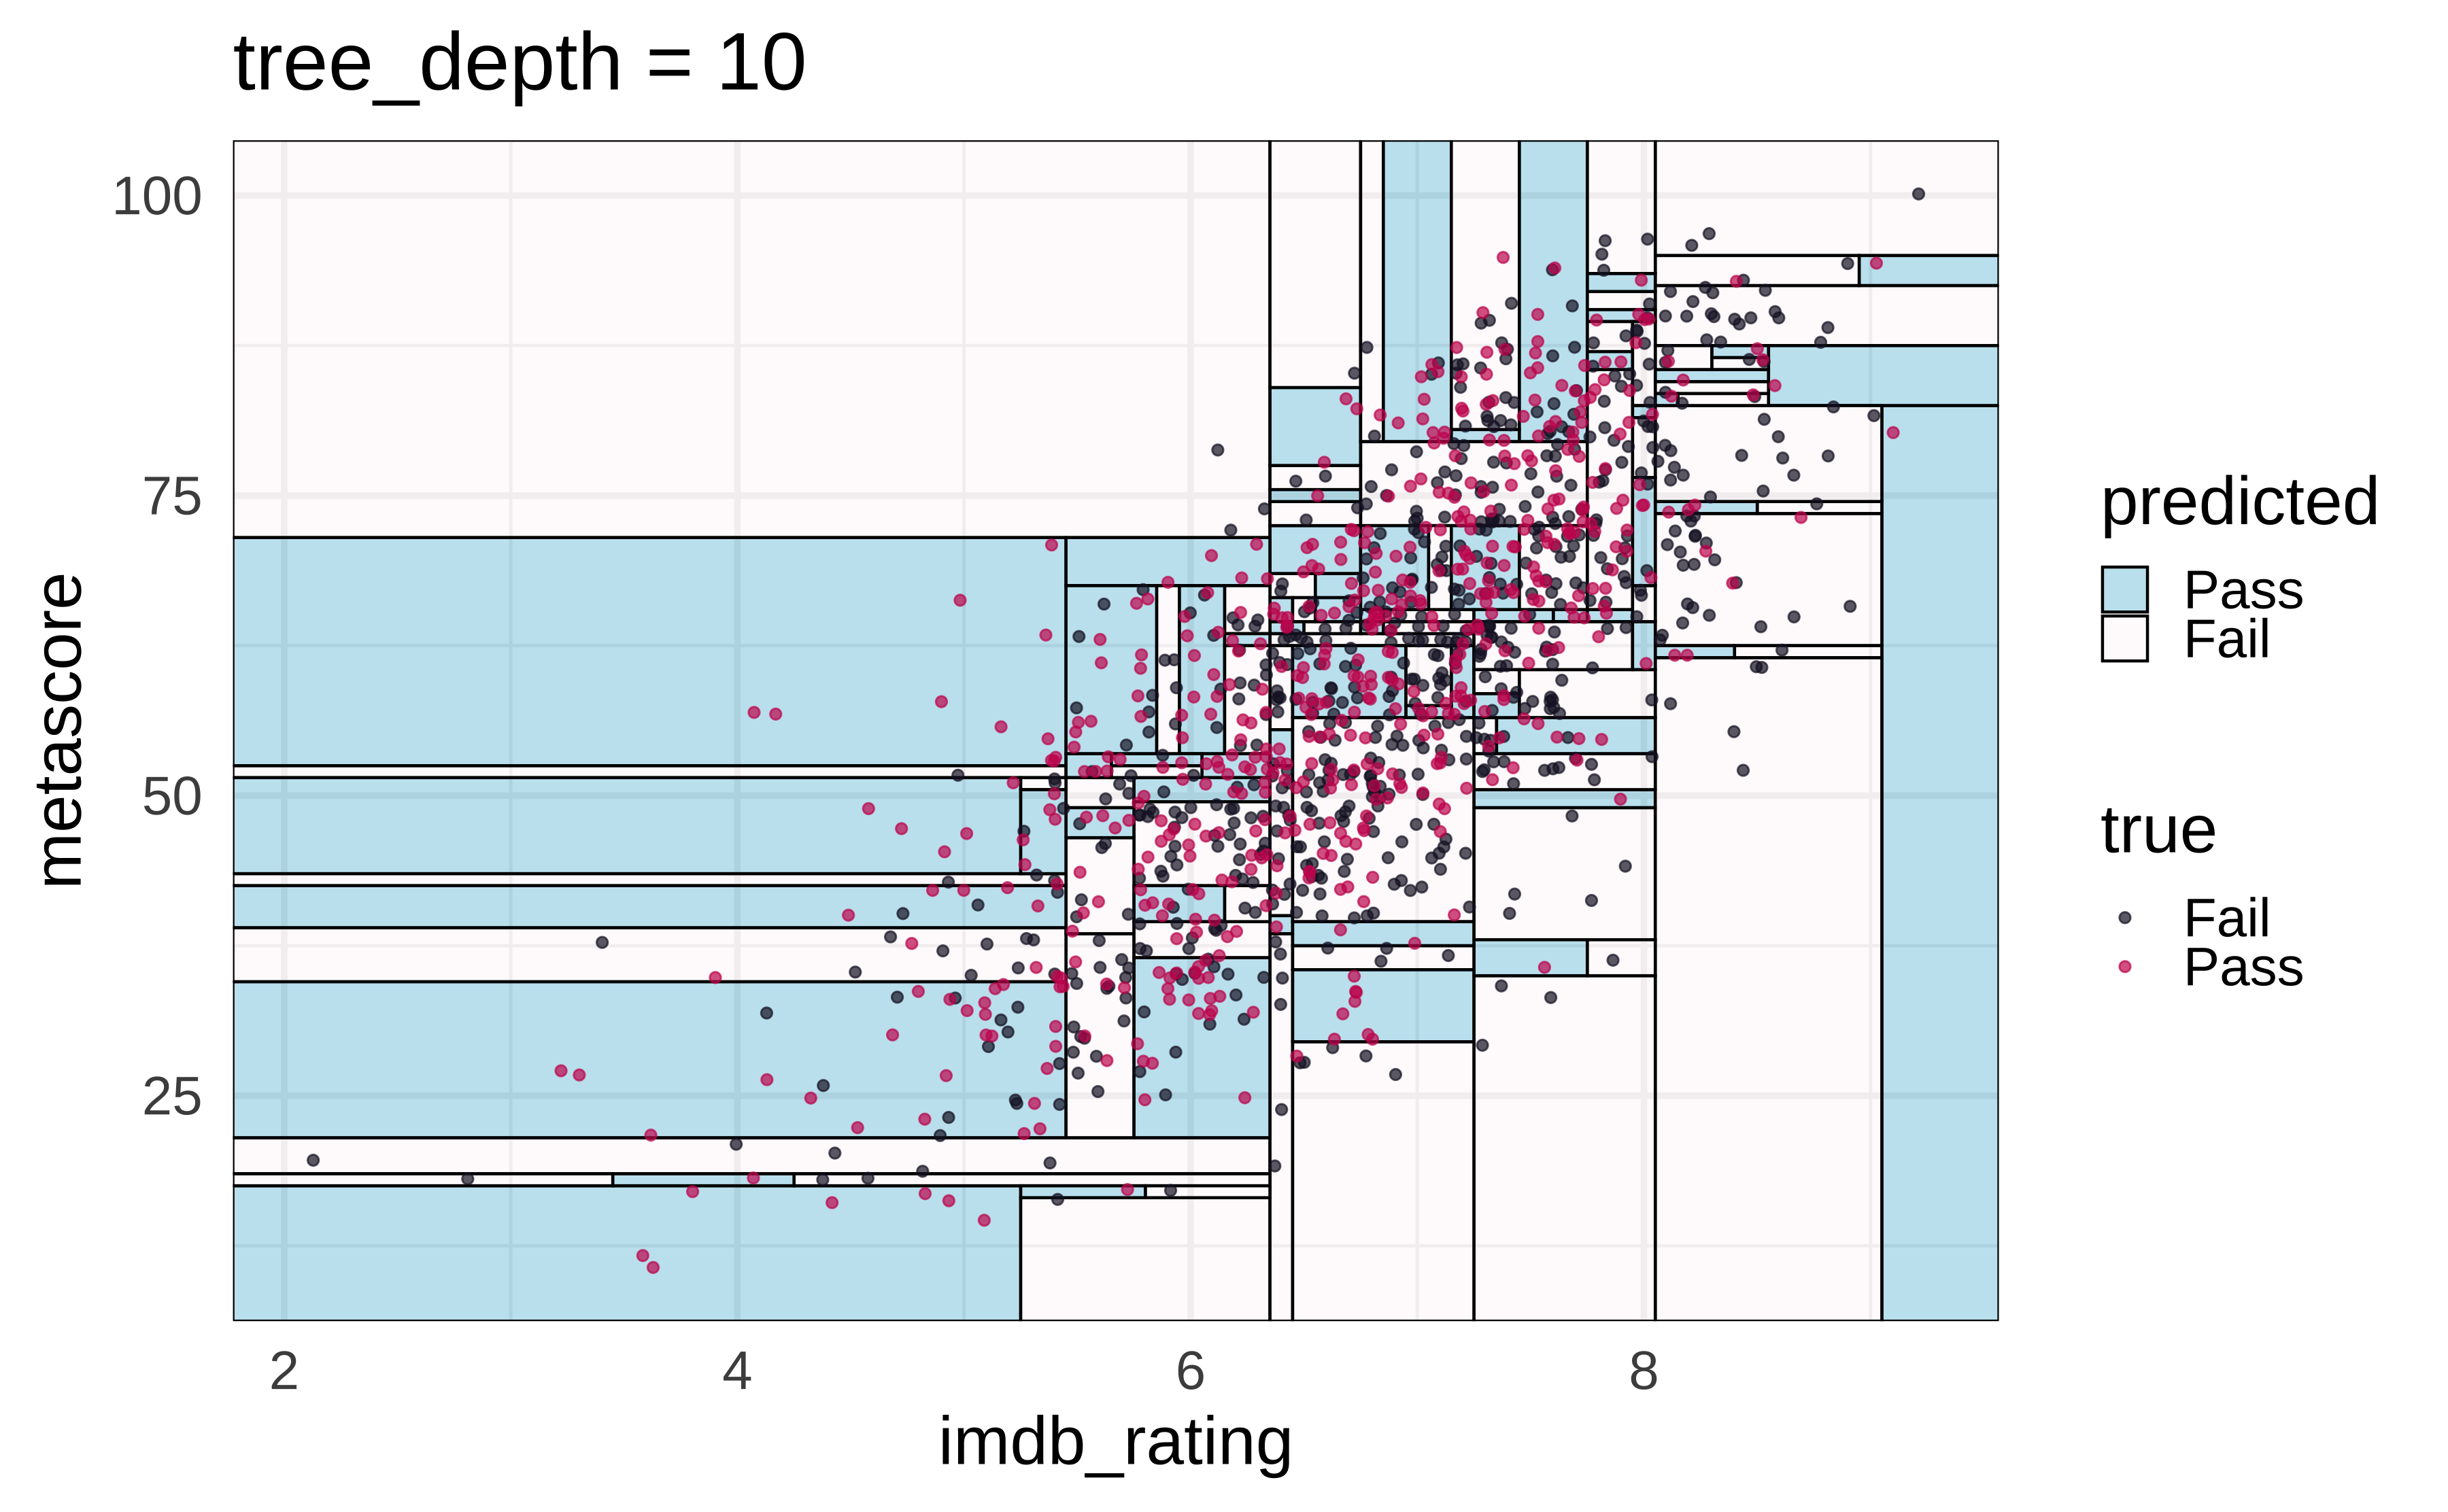 tree_depth = 10
metascore
100
75
50
25
2
4
6
8
imdb_rating
predicted
Pass
Fail
true
Fail
Pass